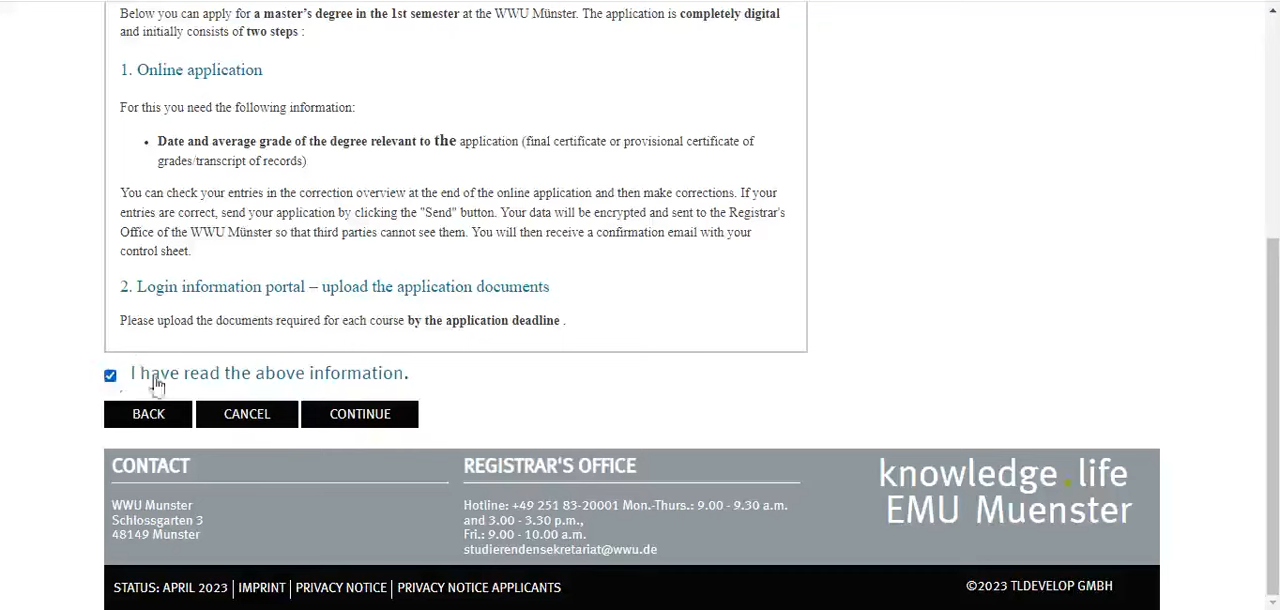 Below you can apply for a master's degree in the 1st semester at the WWU Münster. The application is completely digital
and initially consists of two steps :
1. Online application
For this you need the following information:
• Date and average grade of the degree relevant to the application (final certificate or provisional certificate of
grades/transcript of records)
You can check your entries in the correction overview at the end of the online application and then make corrections. If your
entries are correct, send your application by clicking the "Send" button. Your data will be encrypted and sent to the Registrar's
Office of the WWU Münster so that third parties cannot see them. You will then receive a confirmation email with your
control sheet.
2. Login information portal – upload the application documents
Please upload the documents required for each course by the application deadline .
I have read the above information.
BACK CANCEL CONTINUE
CONTACT
WWU Munster
Schlossgarten 3
48149 Munster
REGISTRAR'S OFFICE
Hotline: +49 251 83-20001 Mon.-Thurs.: 9.00 - 9.30 a.m.
and 3.00 - 3.30 p.m.,
Fri.: 9.00 - 10.00 a.m.
studierendensekretariat@wwu.de
knowledge.life
EMU Muenster
STATUS: APRIL 2023 | IMPRINT | PRIVACY NOTICE | PRIVACY NOTICE APPLICANTS
©2023 TLDEVELOP GMBH